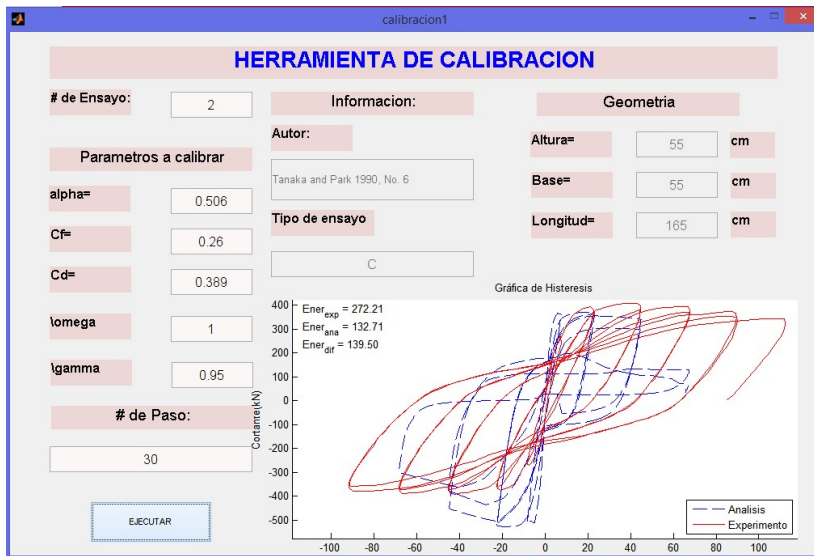 calibracion1
HERRAMIENTA DE CALIBRACION
# de Ensayo:
2
Parametros a calibrar
alpha=
0.506
Cf=
0.26
Cd=
0.389
\omega
1
\gamma
0.95
# de Paso:
30
EJECUTAR
Informacion:
Autor:
Tanaka and Park 1990, No. 6
Tipo de ensayo
C
Geometria
Altura=
55
cm
Base=
55
cm
Longitud=
165
cm
Gráfica de Histeresis
Ener_exp = 272.21
Ener_ana = 132.71
Ener_dif = 139.50
Cortante(kN)
400
300
200
100
0
-100
-200
-300
-400
-500
-100 -80 -60 -40 -20 0 20 40 60 80 100
Analisis
Experimento